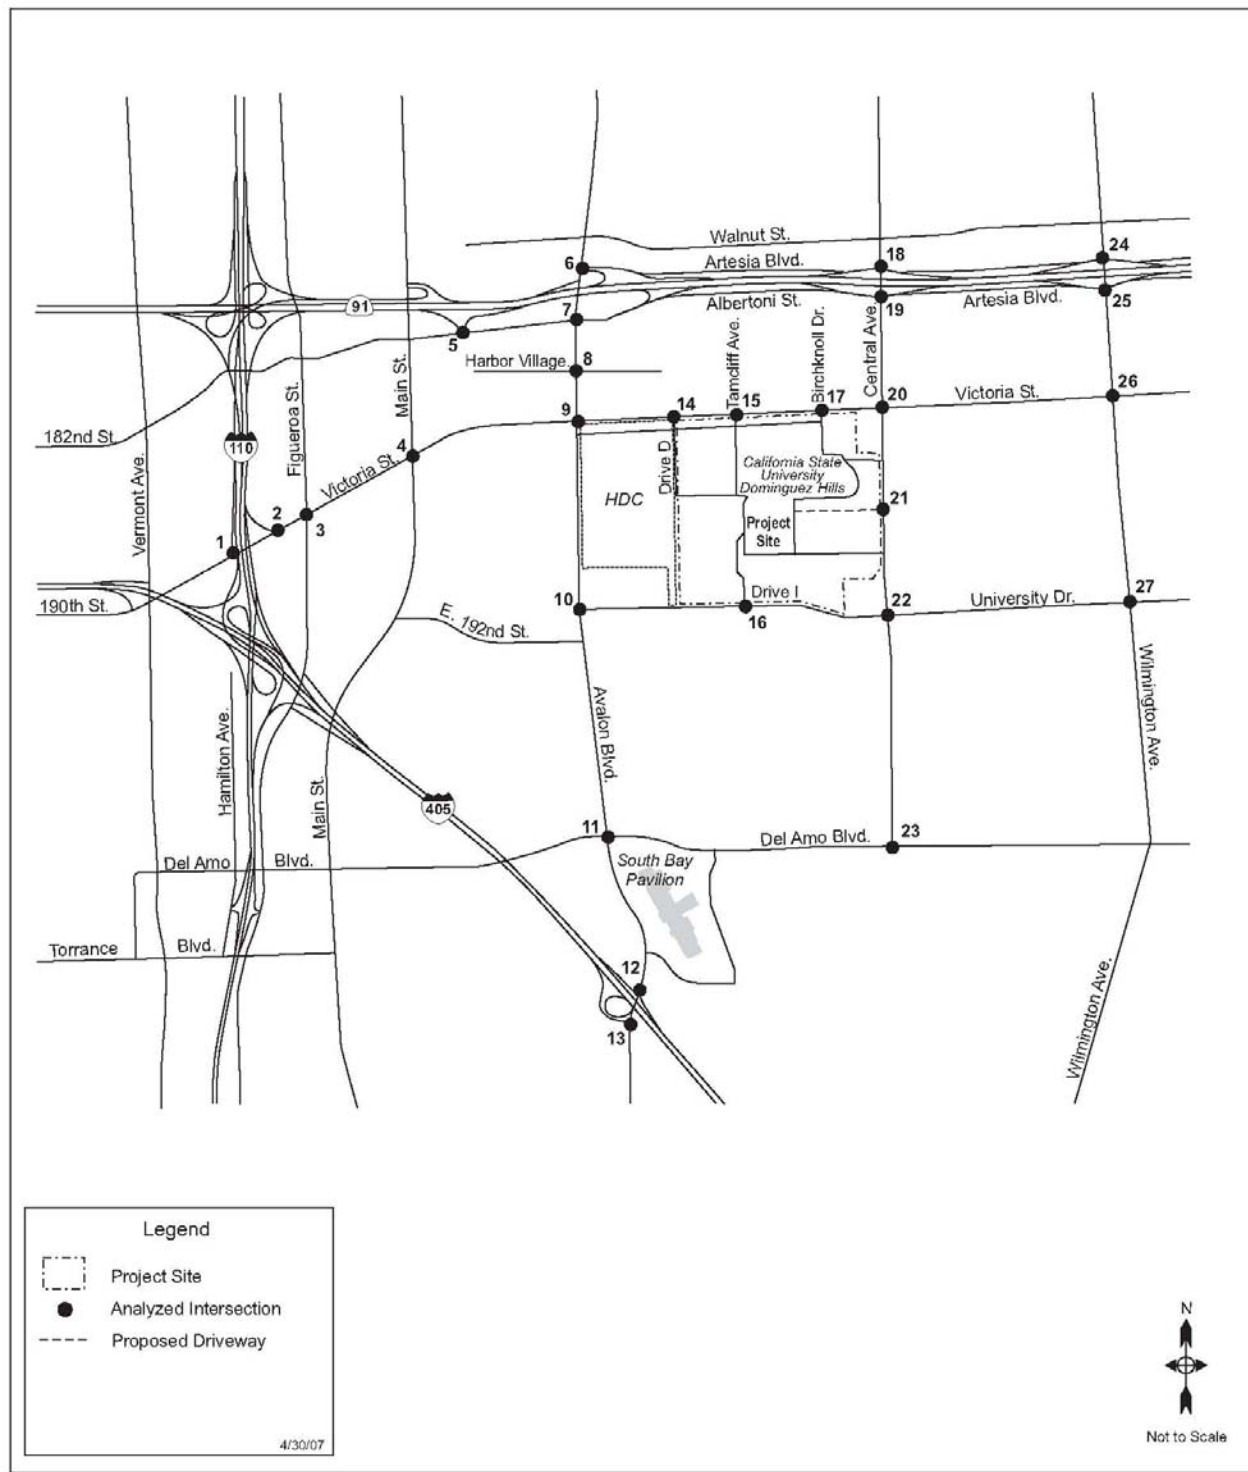 Walnut St.
24
18
6
Artesia Blvd.
91
Albertoni St.
19
Artesia Blvd.
25
7
5
Tamcliff Ave.
Birchknoll Dr.
Central Ave.
Harbor Village
8
Main St.
Figueroa St.
26
182nd St.
110
Vermont Ave.
9
14
15
17
20
Victoria St.
4
Victoria St.
Drive D
California State
University
Dominguez Hills
HDC
21
Project
Site
2
3
1
190th St.
10
Drive I
16
22
University Dr.
27
E. 192nd St.
Hamilton Ave.
Main St.
Avalon Blvd.
Wilmington Ave.
405
11
Del Amo Blvd.
23
Del Amo Blvd.
South Bay
Pavilion
Torrance Blvd.
12
13
Wilmington Ave.
Legend
Project Site
Analyzed Intersection
Proposed Driveway
4/30/07
N
Not to Scale